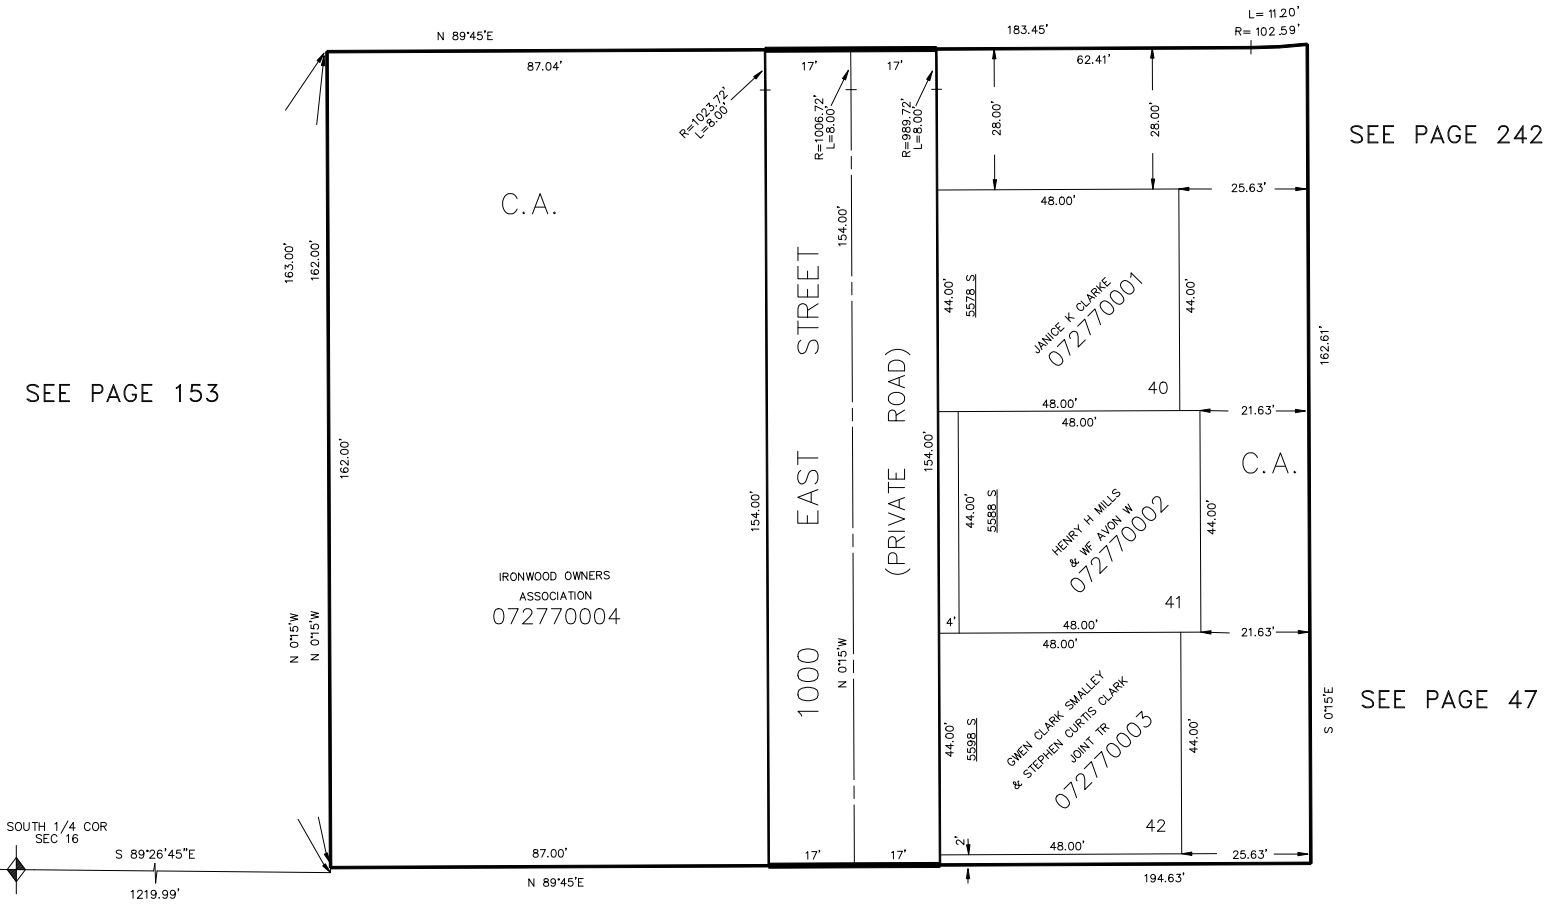 L= 11.20'
R= 102.59'
N 89°45'E
183.45'
87.04'
17'
17'
62.41'
R=1023.72'
L=8.00'
R=1006.72'
L=8.00'
R=989.72'
L=8.00'
28.00'
28.00'
SEE PAGE 242
25.63'
48.00'
C.A.
154.00'
163.00'
162.00'
STREET
44.00'
5578 S
JANICE K CLARKE
072770001
44.00'
162.61'
40
SEE PAGE 153
(PRIVATE ROAD)
48.00'
21.63'
48.00'
162.00'
154.00'
C.A.
EAST
154.00'
44.00'
5588 S
HENRY H MILLS
& WF AVON W
072770002
44.00'
IRONWOOD OWNERS
ASSOCIATION
072770004
41
N 0°15'W
N 0°15'W
4'
48.00'
21.63'
48.00'
1000
N 0°15'W
SEE PAGE 47
S 0°15'E
44.00'
5598 S
GWEN CLARK SMALLEY
& STEPHEN CURTIS CLARK
JOINT TR
072770003
44.00'
42
SOUTH 1/4 COR
SEC 16
2'
S 89°26'45"E
87.00'
17'
17'
48.00'
25.63'
N 89°45'E
194.63'
1219.99'